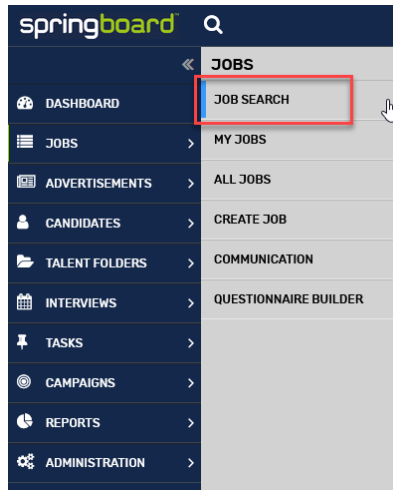 springboard™
JOBS
DASHBOARD
JOBS
ADVERTISEMENTS
CANDIDATES
TALENT FOLDERS
INTERVIEWS
TASKS
CAMPAIGNS
REPORTS
ADMINISTRATION
JOB SEARCH
MY JOBS
ALL JOBS
CREATE JOB
COMMUNICATION
QUESTIONNAIRE BUILDER